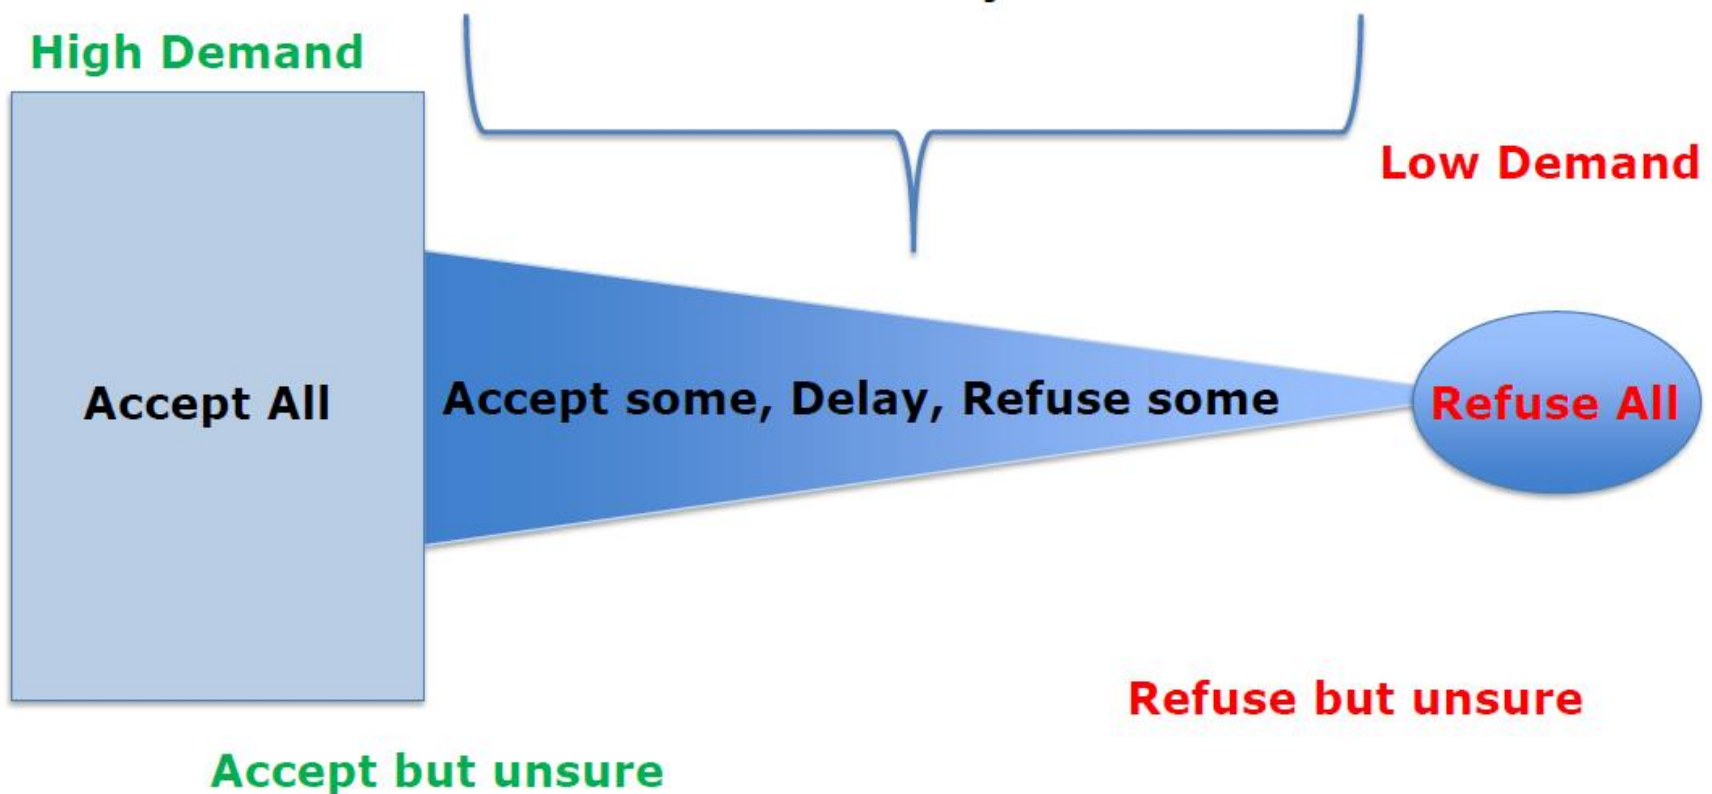 High Demand
Low Demand
Accept All
Accept some, Delay, Refuse some
Refuse All
Refuse but unsure
Accept but unsure